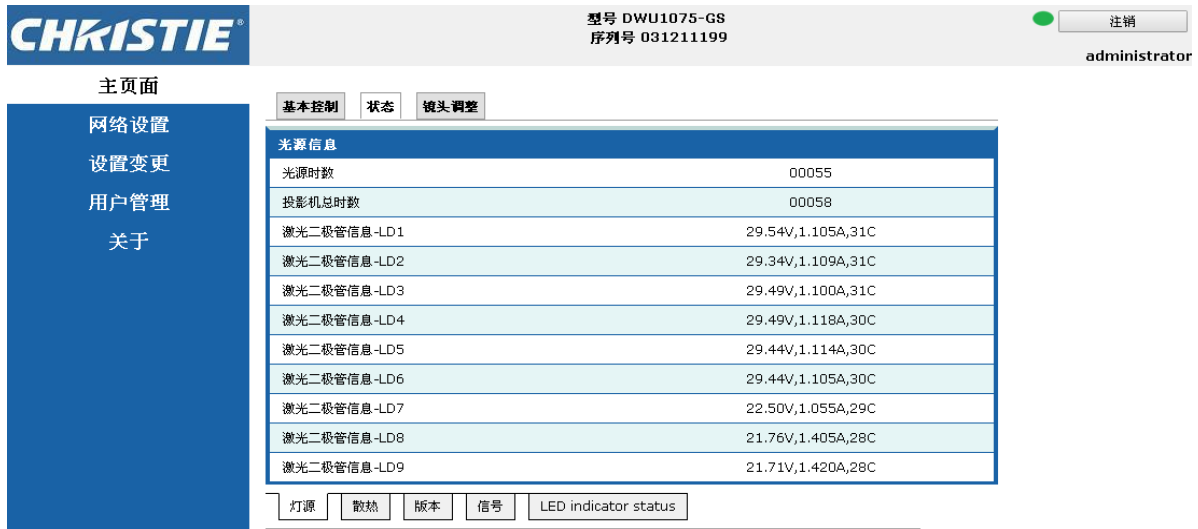 CHRISTIE®
型号 DWU1075-GS
序列号 031211199
注销
administrator
主页面
网络设置
设置变更
用户管理
关于
基本控制 状态 镜头调整
光源信息
光源时数 00055
投影机总时数 00058
激光二极管信息-LD1 29.54V,1.105A,31C
激光二极管信息-LD2 29.34V,1.109A,31C
激光二极管信息-LD3 29.49V,1.100A,31C
激光二极管信息-LD4 29.49V,1.118A,30C
激光二极管信息-LD5 29.44V,1.114A,30C
激光二极管信息-LD6 29.44V,1.105A,30C
激光二极管信息-LD7 22.50V,1.055A,29C
激光二极管信息-LD8 21.76V,1.405A,28C
激光二极管信息-LD9 21.71V,1.420A,28C
灯源 散热 版本 信号 LED indicator status